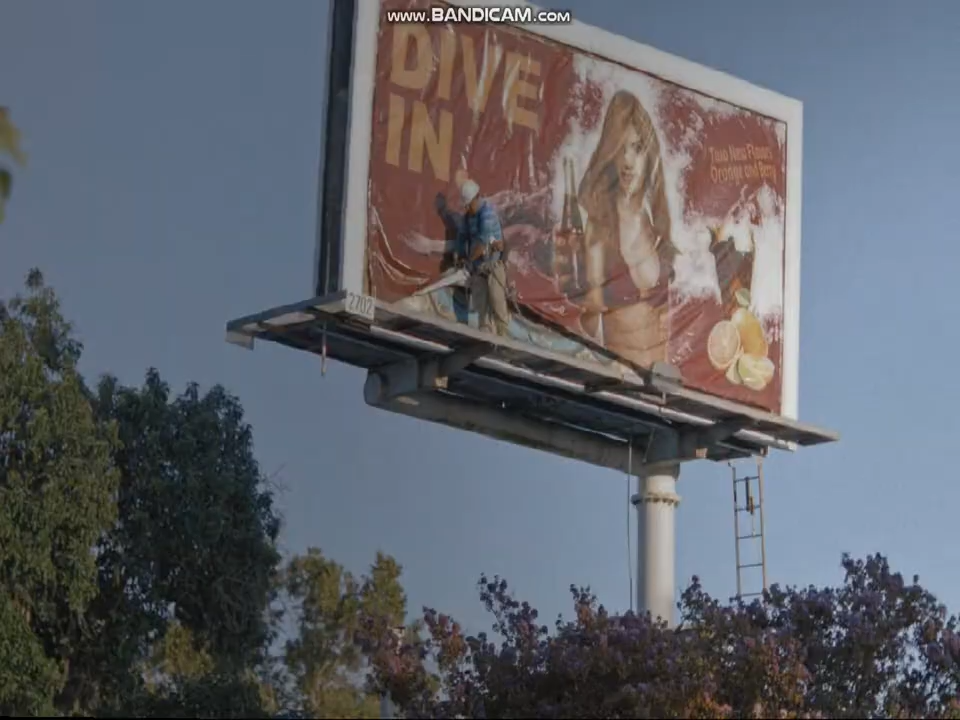 www.BANDICAM.com
DIVE
IN
Two New Flavors
Orange and Berry
2702